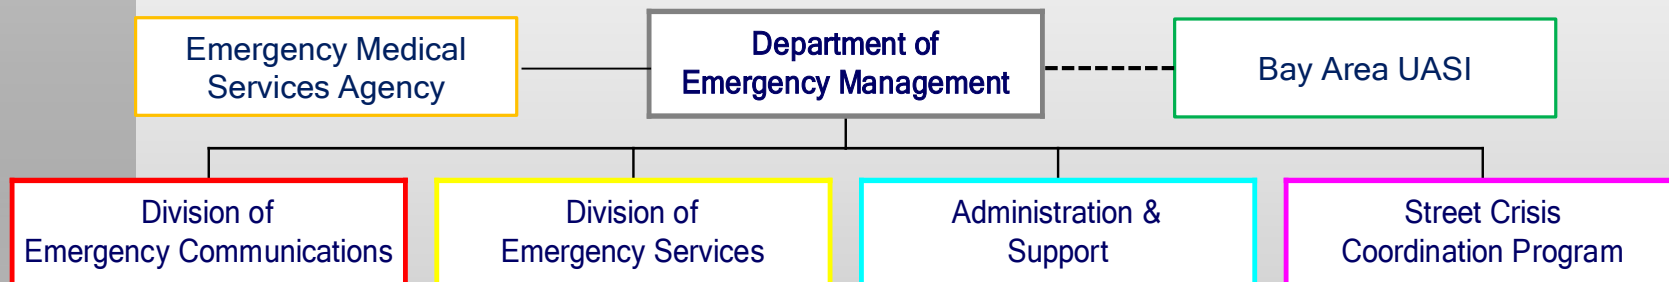 Emergency Medical
Services Agency
Department of
Emergency Management
Bay Area UASI
Division of
Emergency Communications
Division of
Emergency Services
Administration &
Support
Street Crisis
Coordination Program